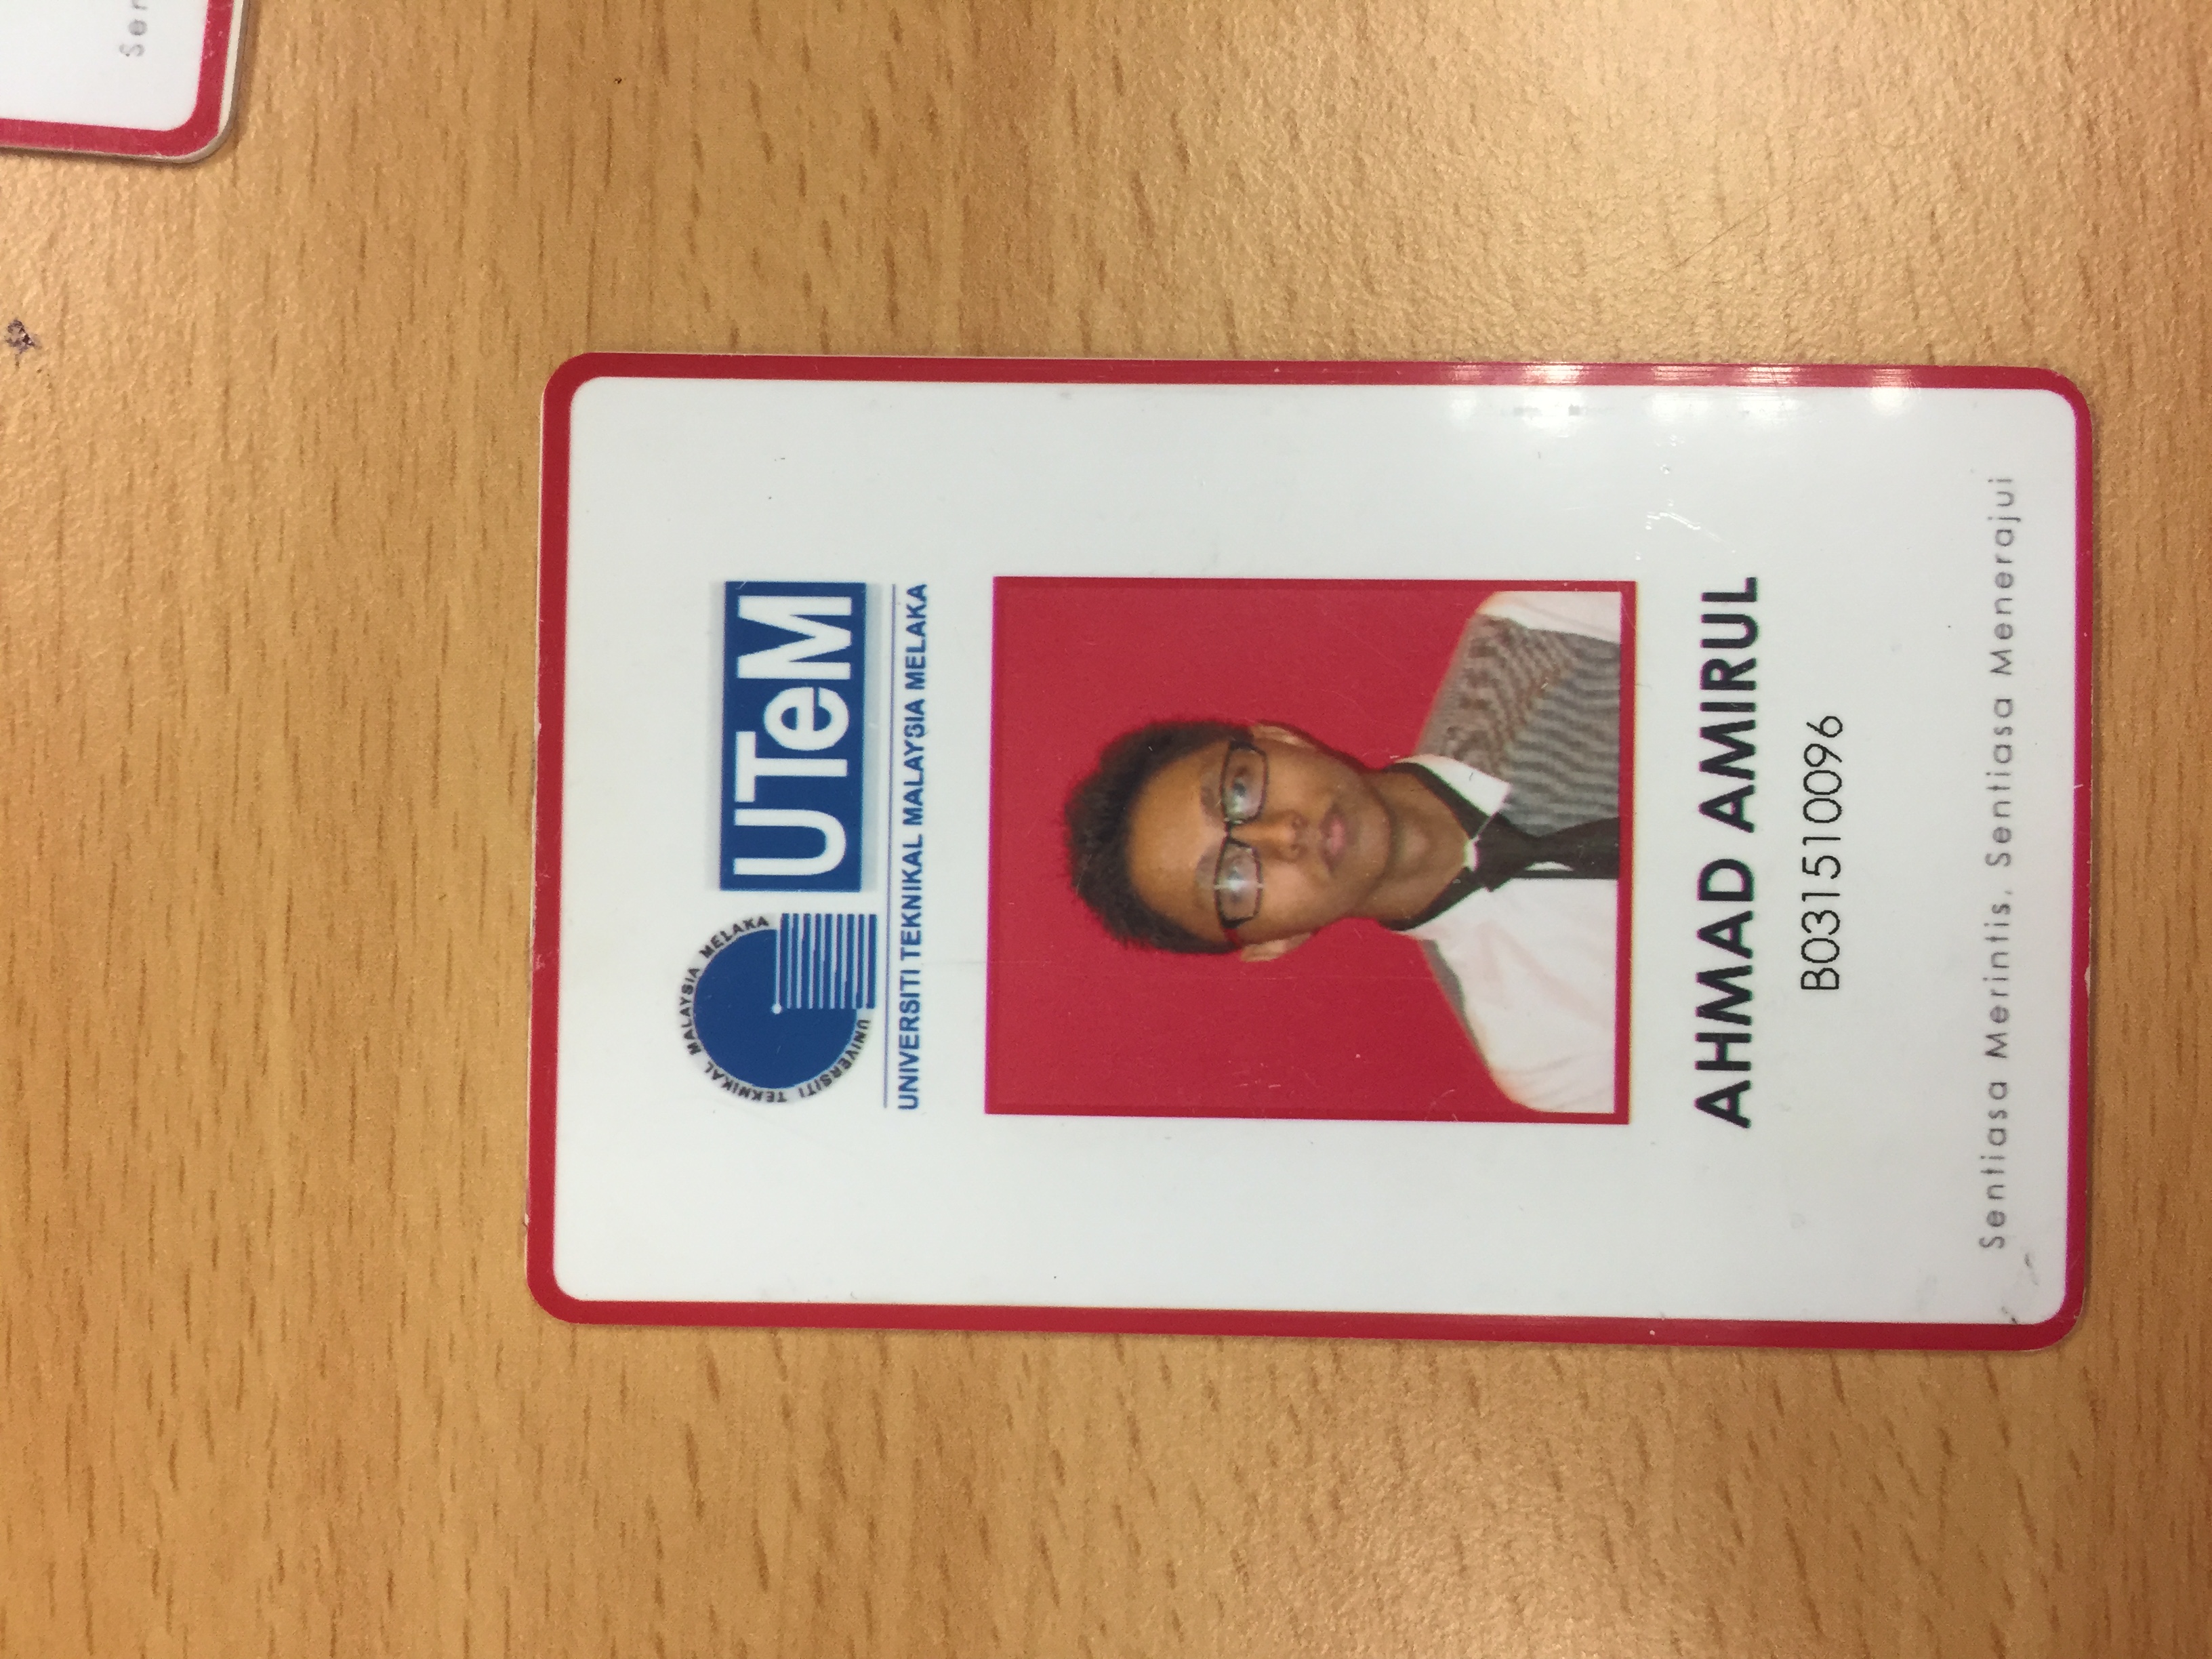 Sen
UNIVERSITI TEKNIKAL MALAYSIA MELAKA
UTeM
UNIVERSITI TEKNIKAL MALAYSIA MELAKA
AHMAD AMIRUL
B031510096
Sentiasa Merintis, Sentiasa Menerajui